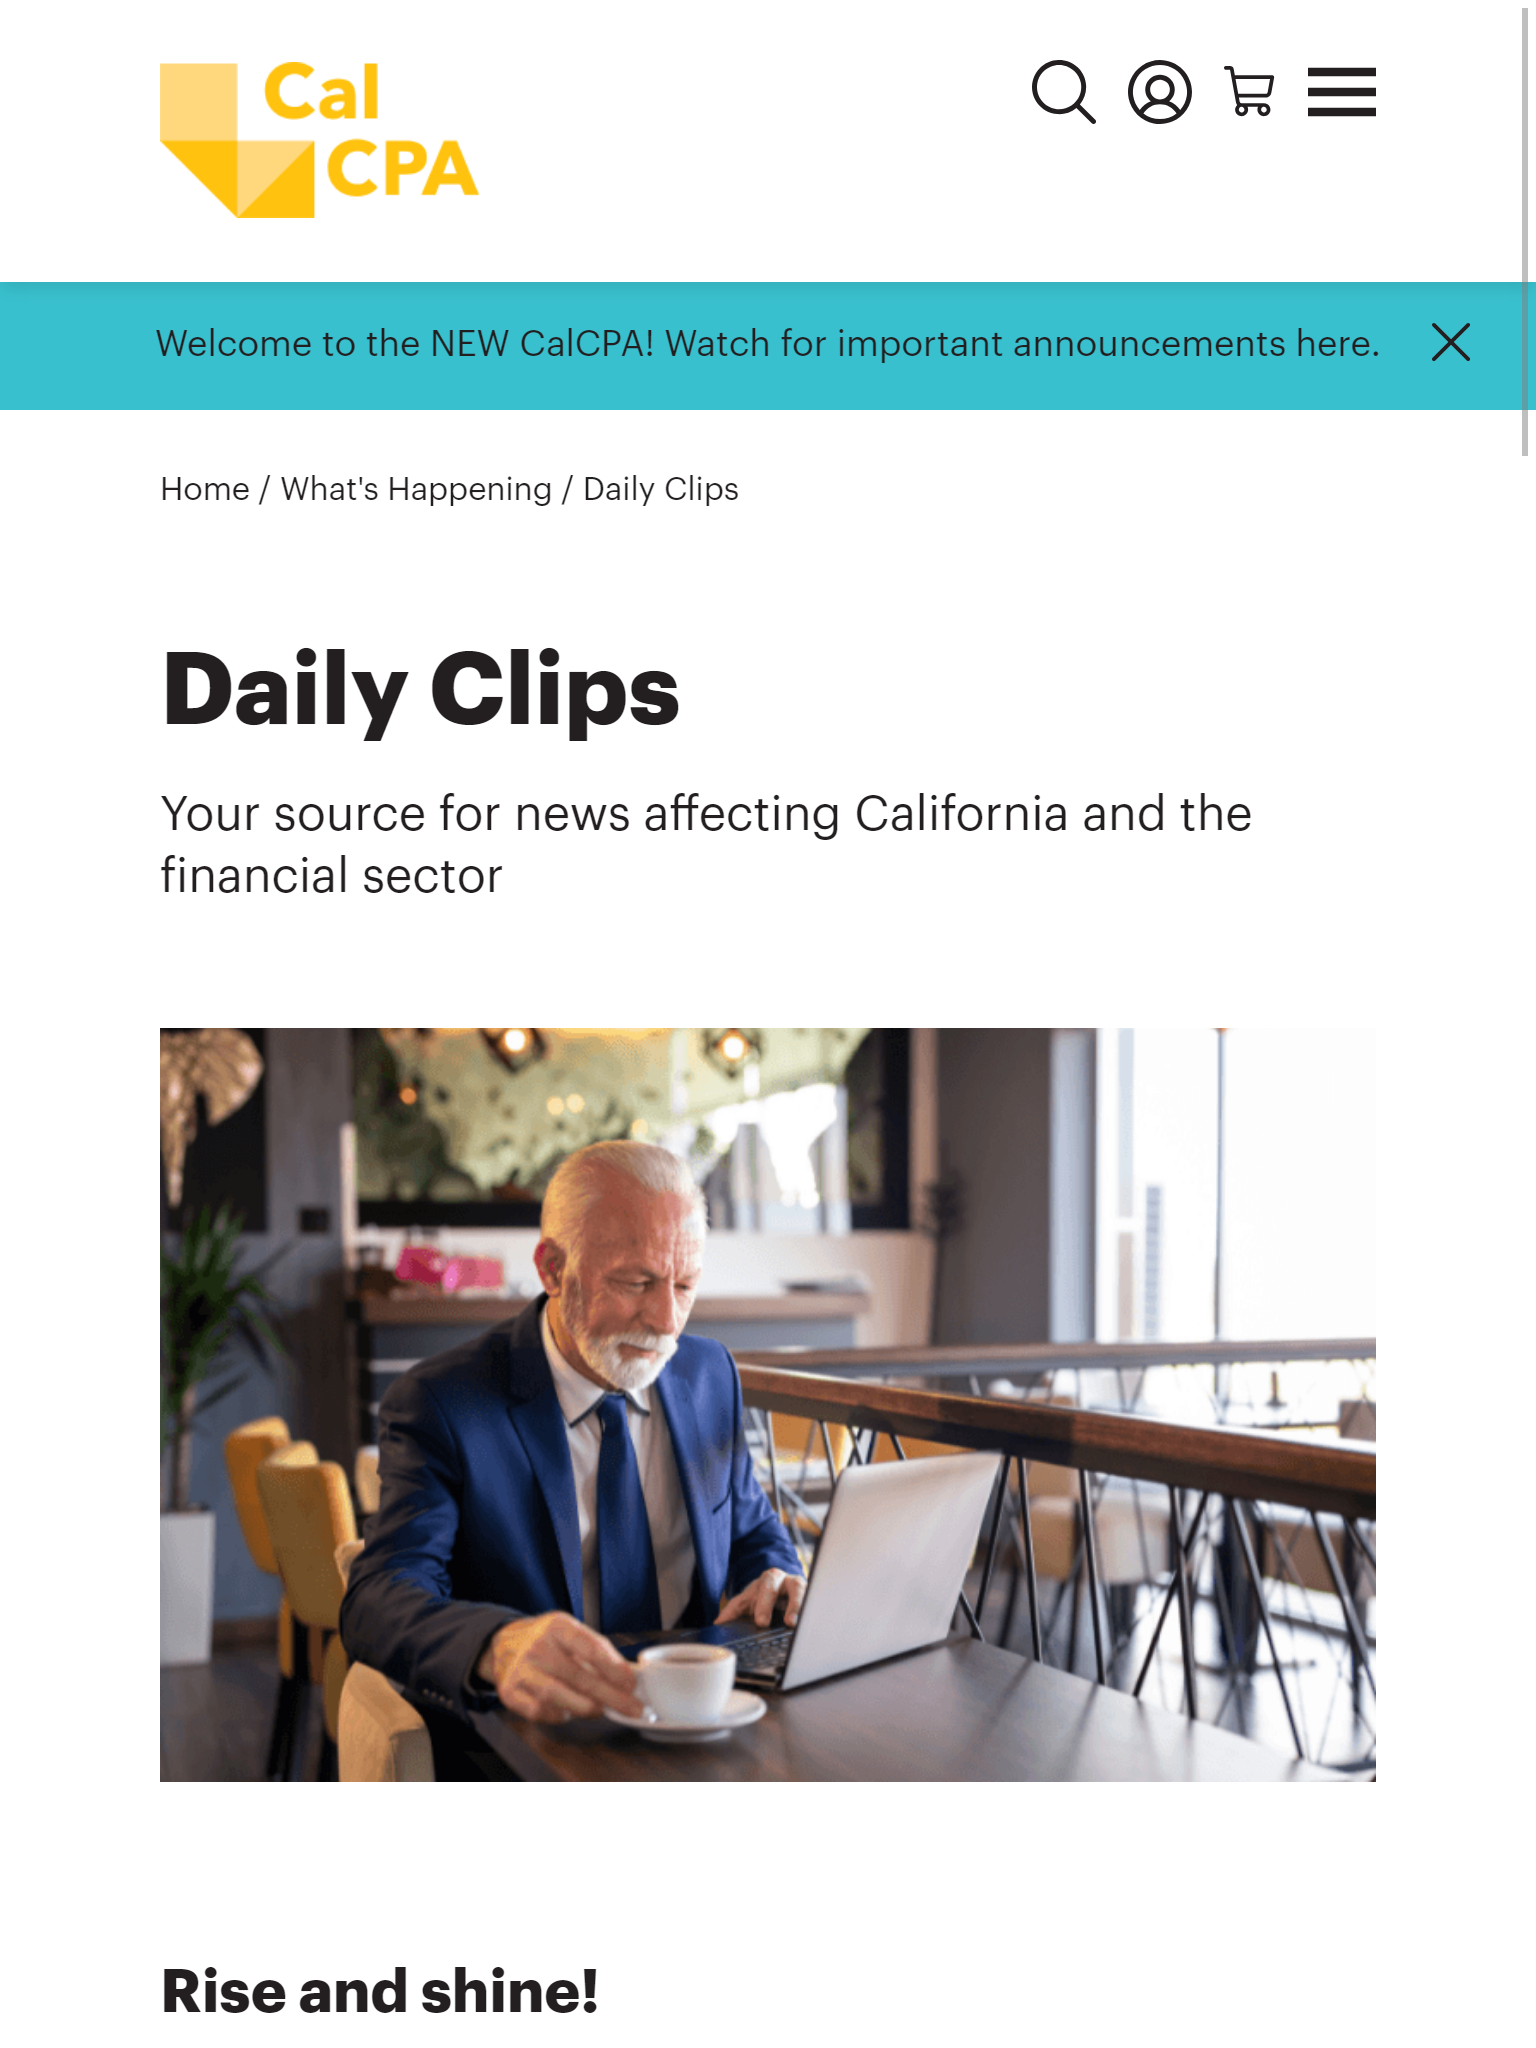 Cal
CPA
Welcome to the NEW CalCPA! Watch for important announcements here.
Home / What's Happening / Daily Clips
Daily Clips
Your source for news affecting California and the
financial sector
Rise and shine!